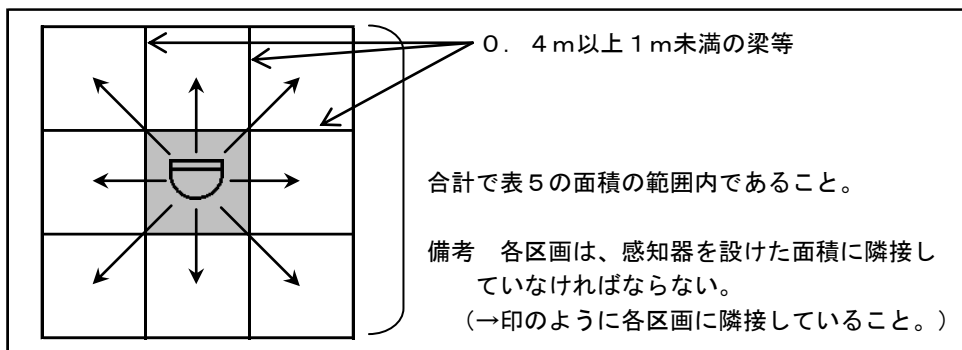 ０．４ｍ以上１ｍ未満の梁等
合計で表５の面積の範囲内であること。
備考　各区画は、感知器を設けた面積に隣接し
ていなければならない。
（→印のように各区画に隣接していること。）